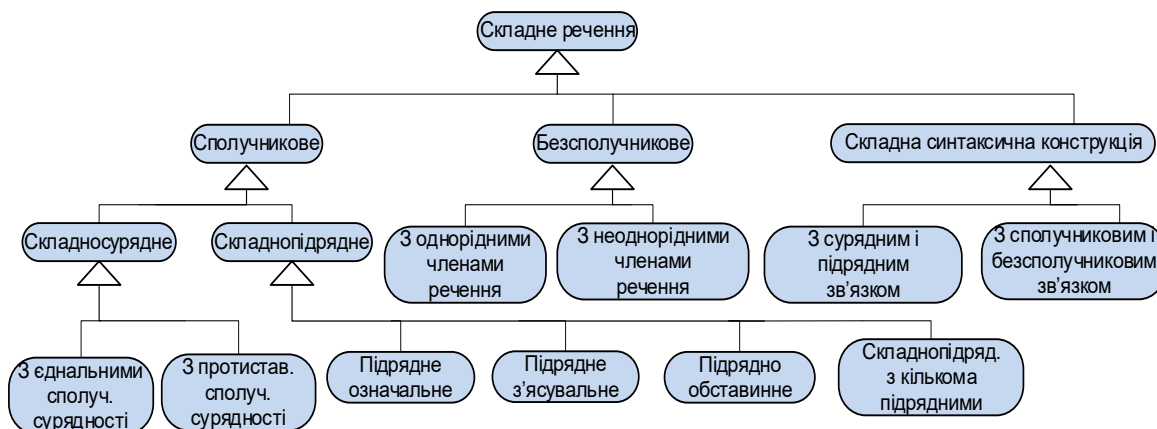 Складне речення
Сполучникове
Безсполучникове
Складна синтаксична конструкція
Складносурядне
Складнопідрядне
З однорідними
членами
речення
З неоднорідними
членами
речення
З сурядним і
підрядним
зв’язком
З сполучниковим і
безсполучниковим
зв’язком
З єднальними
сполуч.
сурядності
З протистав.
сполуч.
сурядності
Підрядне
означальне
Підрядне
з’ясувальне
Підрядно
обставинне
Складнопідряд.
з кількома
підрядними